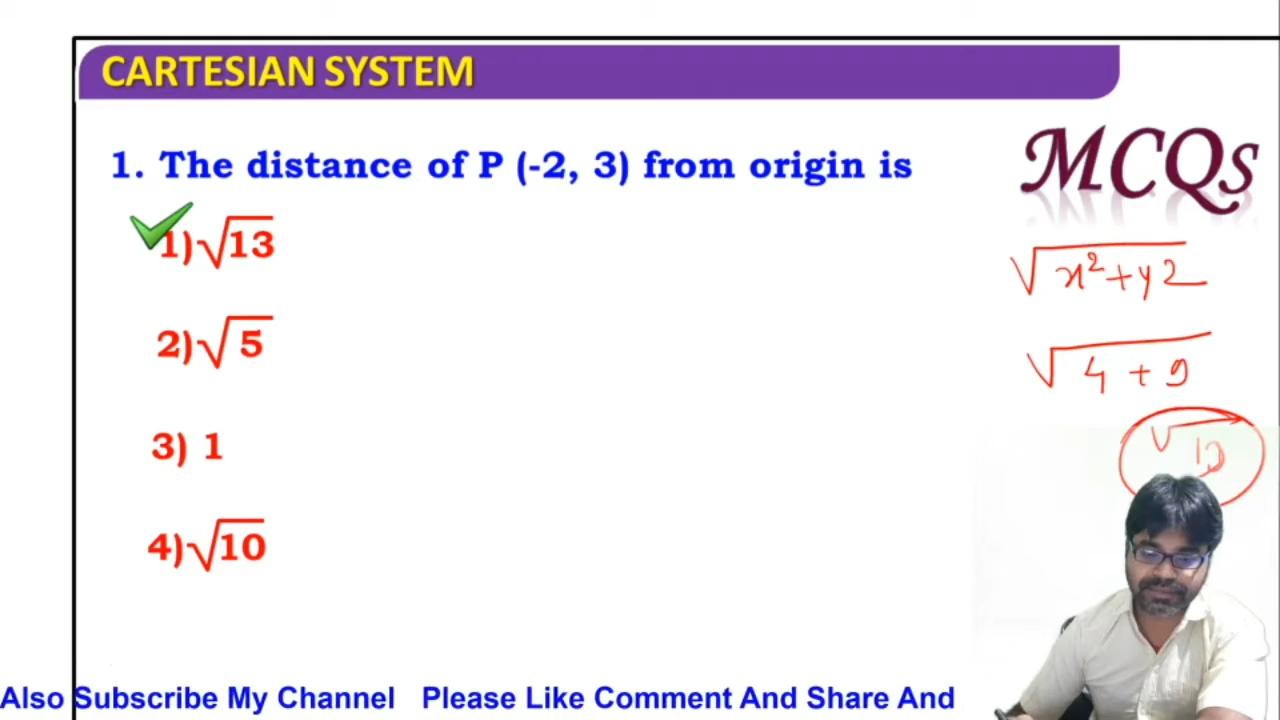 CARTESIAN SYSTEM
1. The distance of P (-2, 3) from origin is
MCQs
1) √13
2) √5
3) 1
4) √10
√x²+y2
√4+9
√13
Also Subscribe My Channel Please Like Comment And Share And